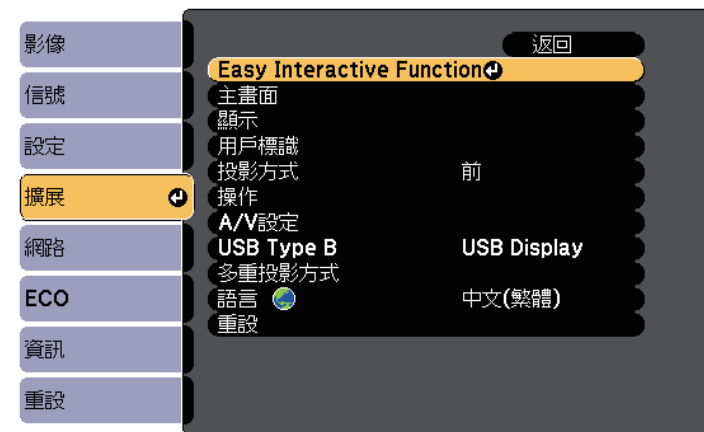 影像
信號
設定
擴展
網路
ECO
資訊
重設
返回
Easy Interactive Function
主畫面
顯示
用戶標識
投影方式 前
操作
A/V設定
USB Type B USB Display
多重投影方式
語言 中文(繁體)
重設